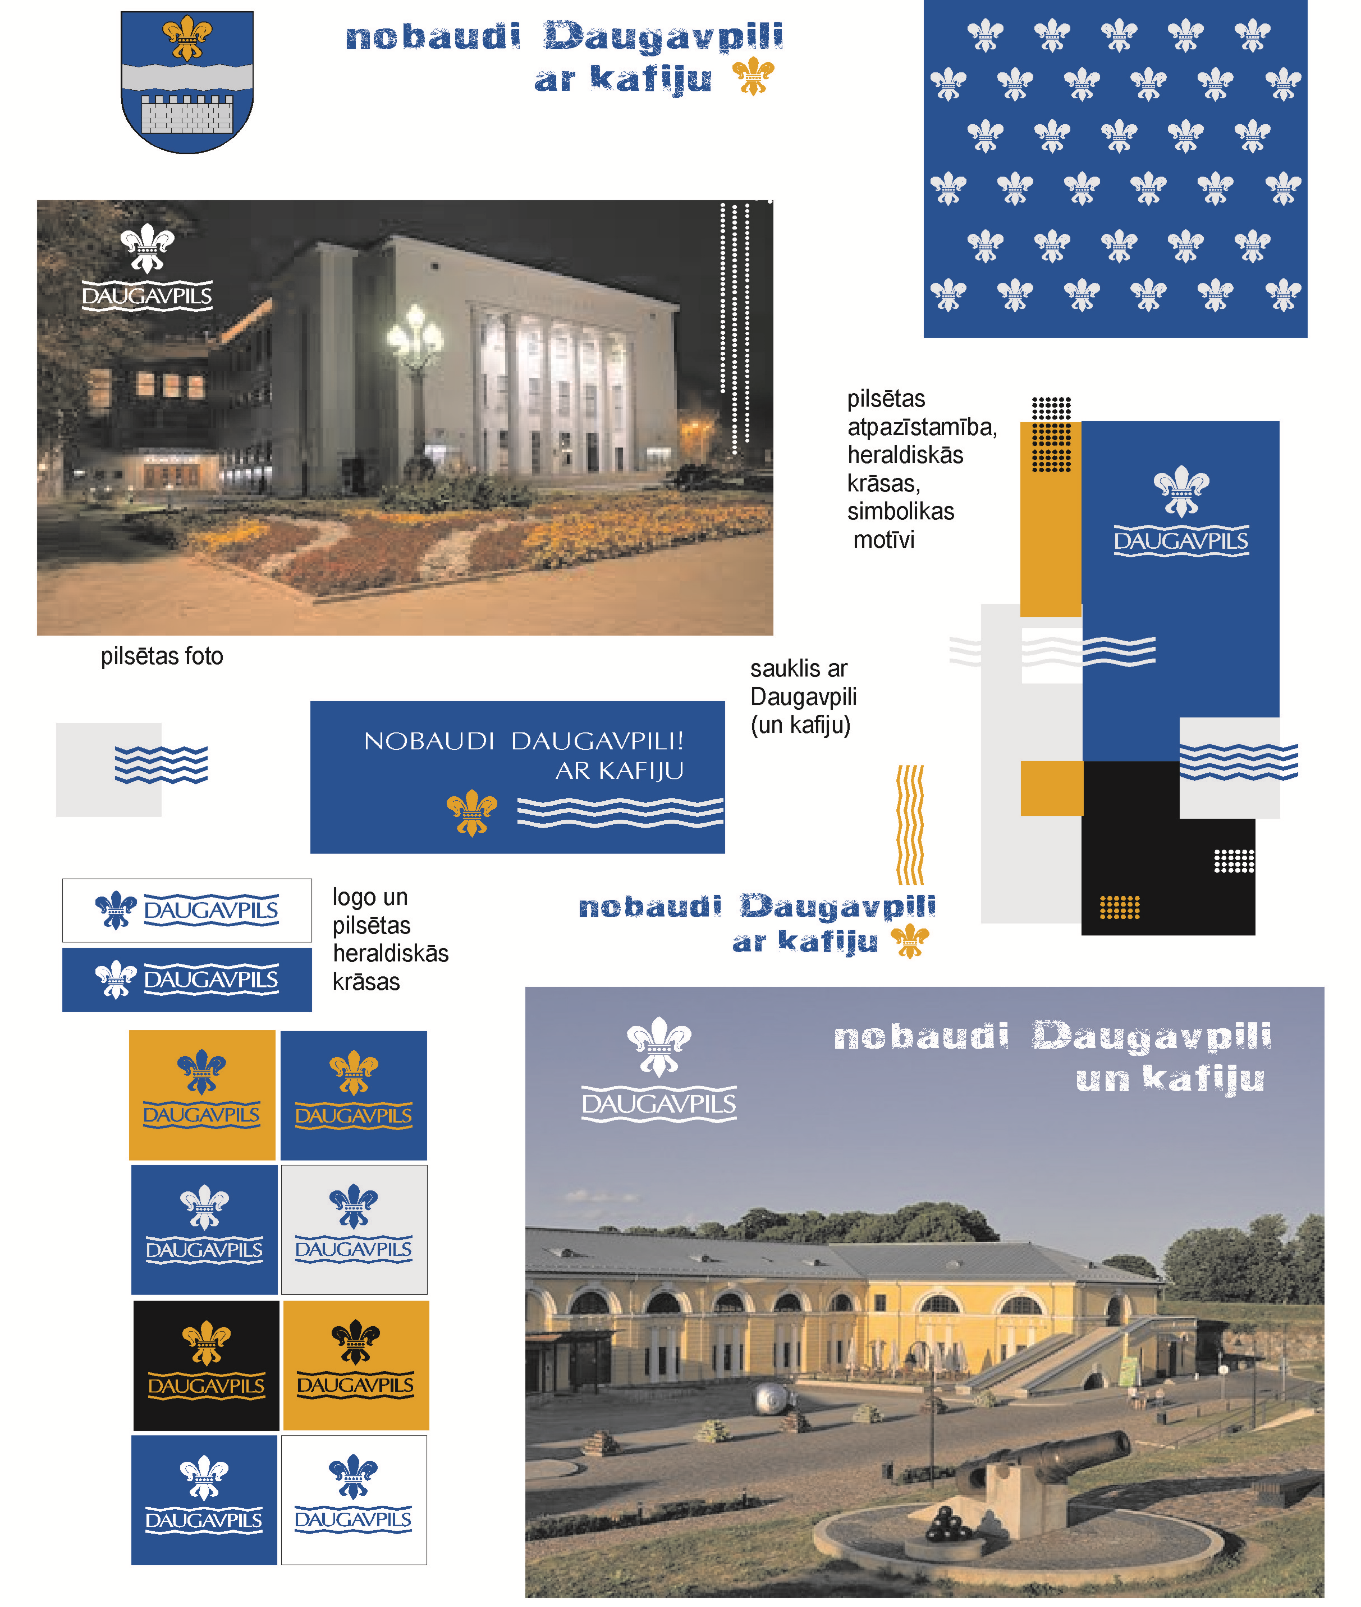 nobaudi Daugavpili
ar kafiju
DAUGAVPILS
pilsētas
atpazīstamība,
heraldiskās
krāsas,
simbolikas
motīvi
DAUGAVPILS
pilsētas foto
sauklis ar
Daugavpili
(un kafiju)
NOBAUDI DAUGAVPILI!
AR KAFIJU
logo un
pilsētas
heraldiskās
krāsas
DAUGAVPILS
DAUGAVPILS
nobaudi Daugavpili
ar kafiju
DAUGAVPILS
nobaudi Daugavpili
un kafiju
DAUGAVPILS
DAUGAVPILS
DAUGAVPILS
DAUGAVPILS
DAUGAVPILS
DAUGAVPILS
DAUGAVPILS
DAUGAVPILS